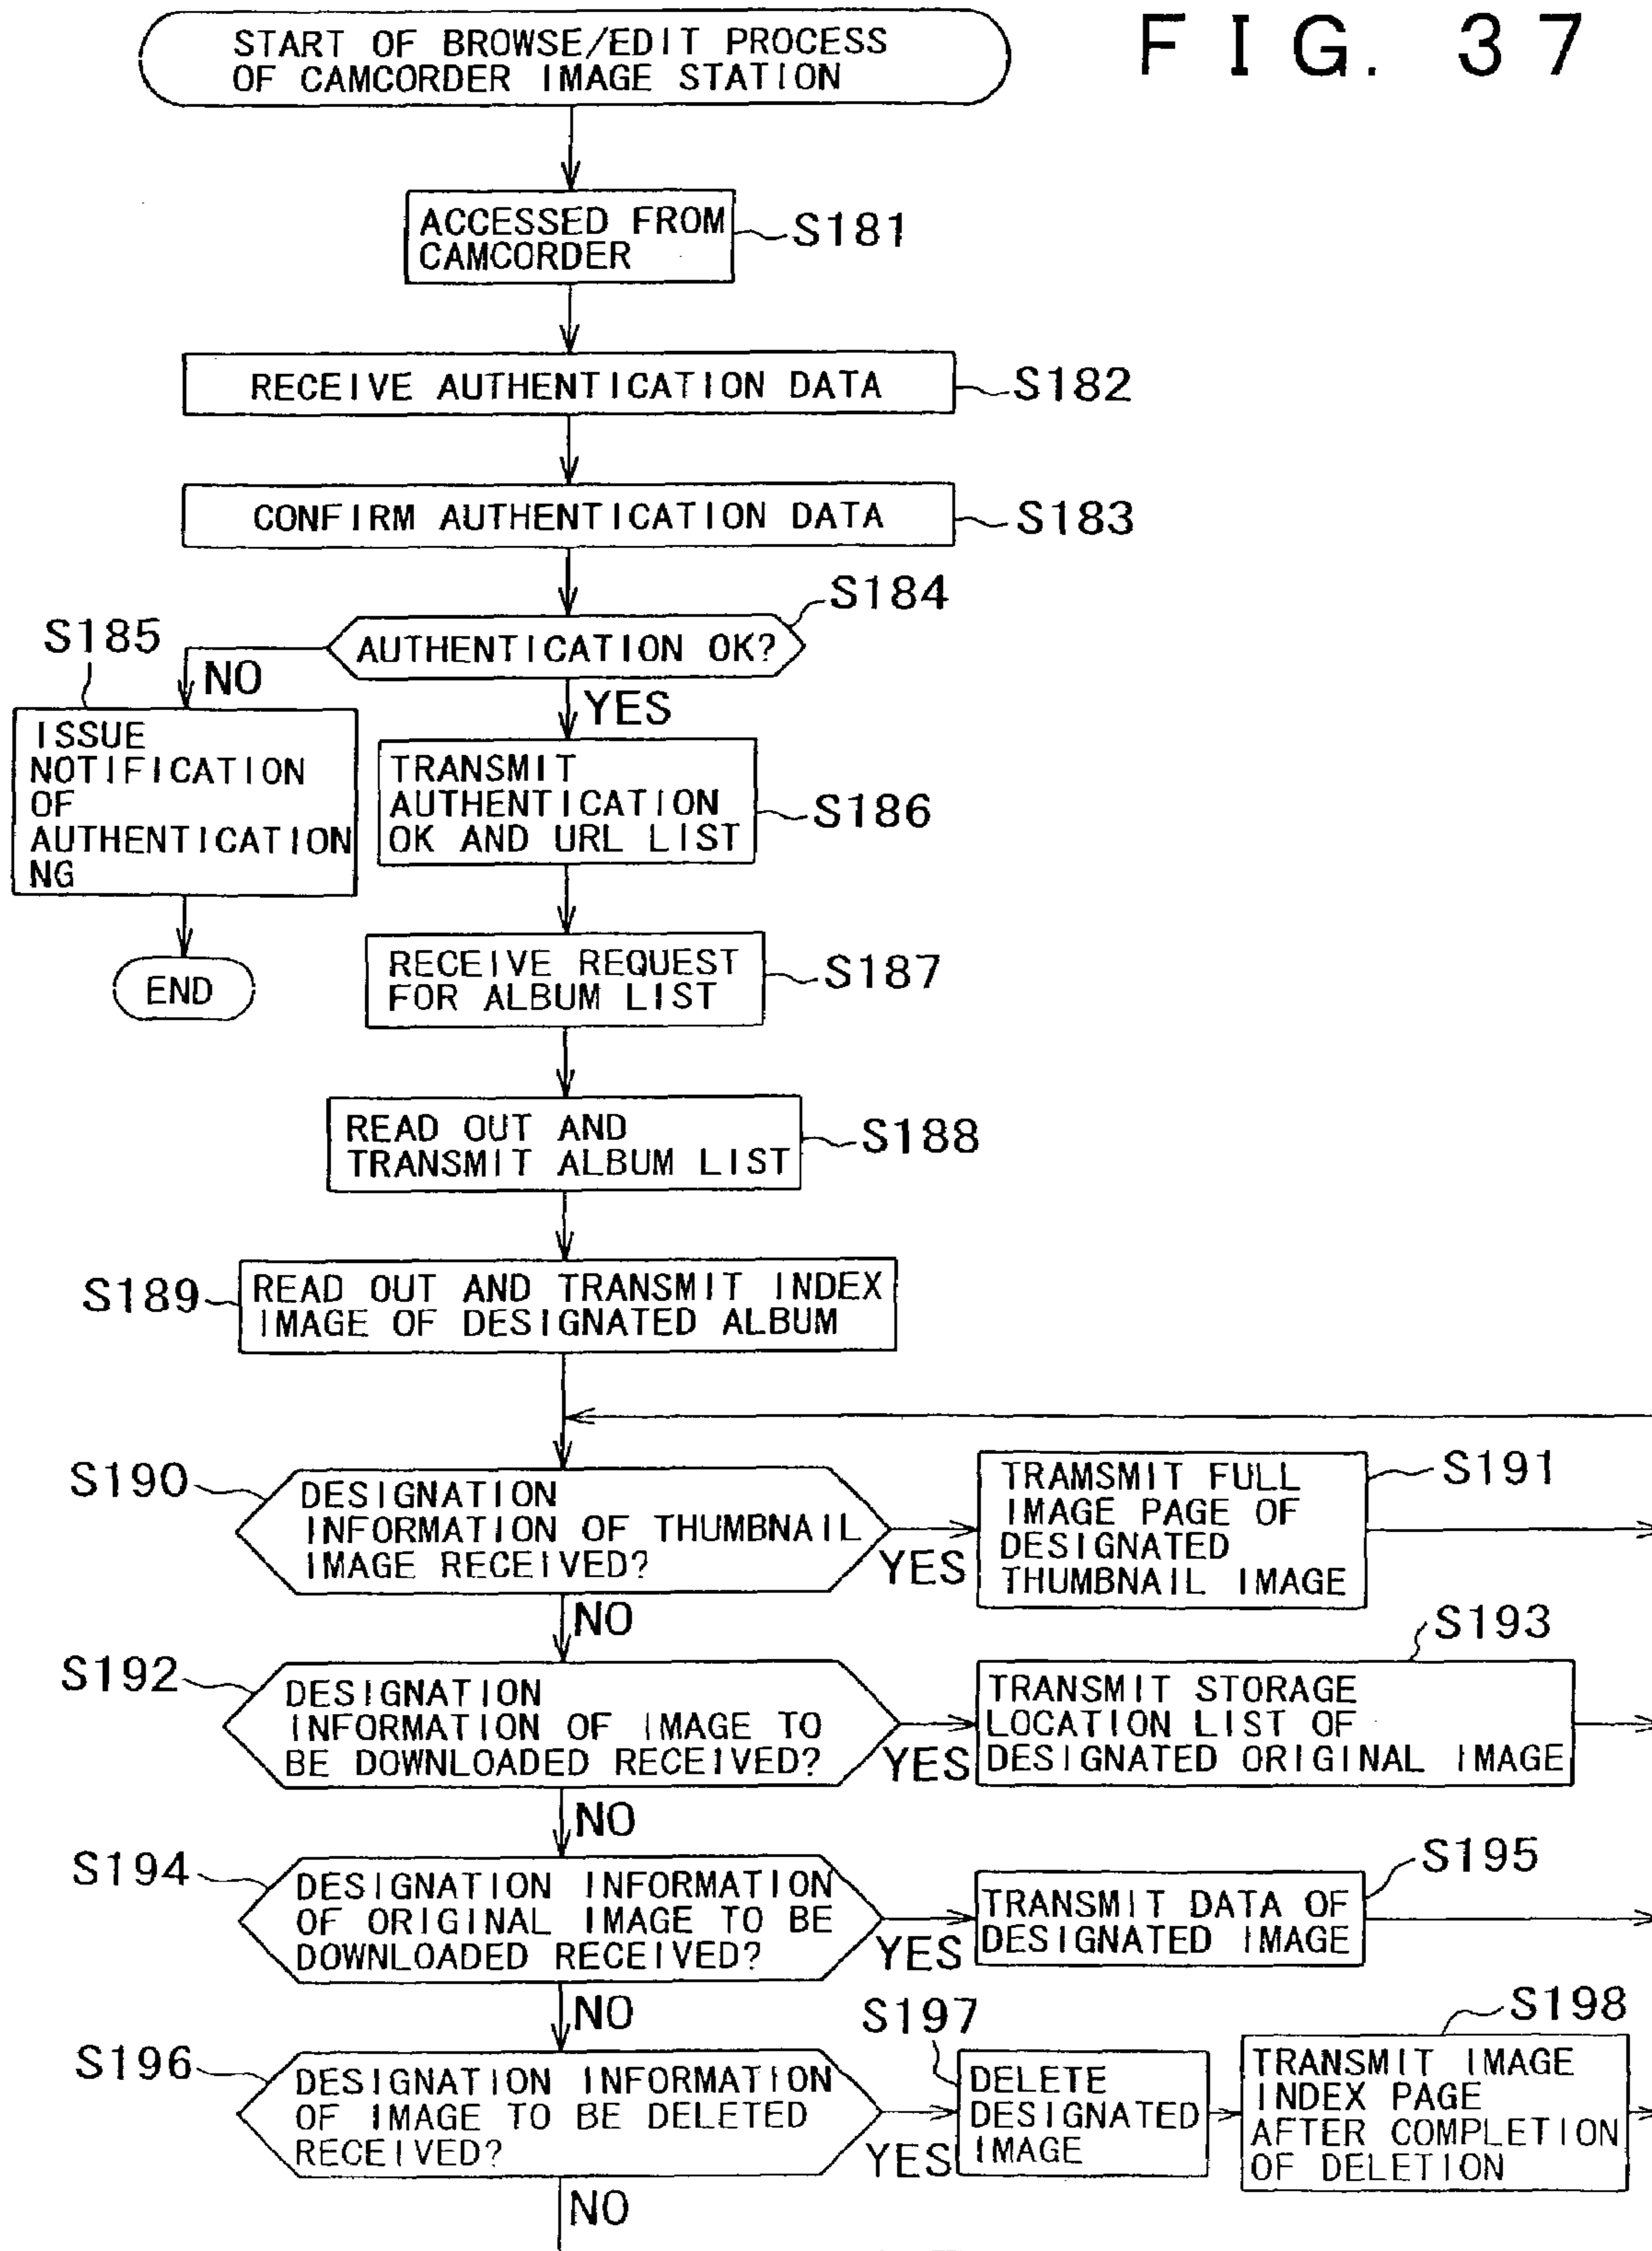 FIG. 37
START OF BROWSE/EDIT PROCESS
OF CAMCORDER IMAGE STATION
ACCESSED FROM
CAMCORDER
S181
RECEIVE AUTHENTICATION DATA
S182
CONFIRM AUTHENTICATION DATA
S183
S184
AUTHENTICATION OK?
S185
NO
YES
ISSUE
NOTIFICATION
OF
AUTHENTICATION
NG
END
TRANSMIT
AUTHENTICATION
OK AND URL LIST
S186
RECEIVE REQUEST
FOR ALBUM LIST
S187
READ OUT AND
TRANSMIT ALBUM LIST
S188
S189
READ OUT AND TRANSMIT INDEX
IMAGE OF DESIGNATED ALBUM
S190
DESIGNATION
INFORMATION OF THUMBNAIL
IMAGE RECEIVED?
YES
TRAMSMIT FULL
IMAGE PAGE OF
DESIGNATED
THUMBNAIL IMAGE
S191
NO
S192
DESIGNATION
INFORMATION OF IMAGE TO
BE DOWNLOADED RECEIVED?
YES
S193
TRANSMIT STORAGE
LOCATION LIST OF
DESIGNATED ORIGINAL IMAGE
NO
S194
DESIGNATION INFORMATION
OF ORIGINAL IMAGE TO BE
DOWNLOADED RECEIVED?
YES
S195
TRANSMIT DATA OF
DESIGNATED IMAGE
NO
S196
DESIGNATION INFORMATION
OF IMAGE TO BE DELETED
RECEIVED?
YES
S197
DELETE
DESIGNATED
IMAGE
S198
TRANSMIT IMAGE
INDEX PAGE
AFTER COMPLETION
OF DELETION
NO